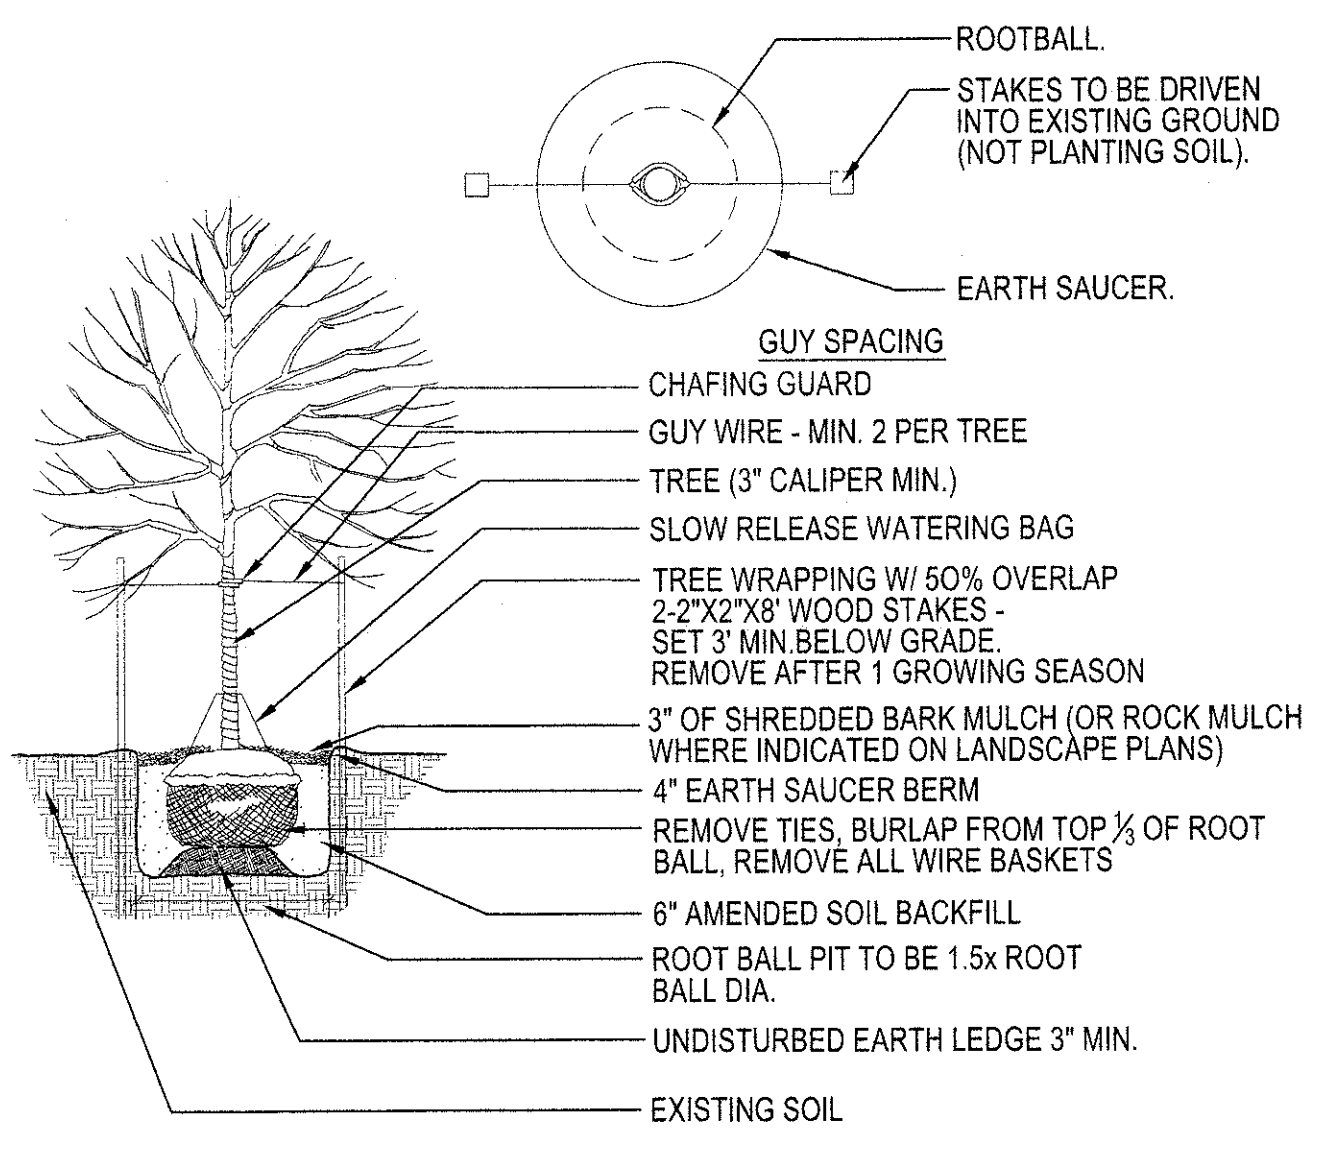 ROOTBALL.
STAKES TO BE DRIVEN
INTO EXISTING GROUND
(NOT PLANTING SOIL).
EARTH SAUCER.
GUY SPACING
CHAFING GUARD
GUY WIRE - MIN. 2 PER TREE
TREE (3" CALIPER MIN.)
SLOW RELEASE WATERING BAG
TREE WRAPPING W/ 50% OVERLAP
2-2"X2"X8' WOOD STAKES -
SET 3' MIN.BELOW GRADE.
REMOVE AFTER 1 GROWING SEASON
3" OF SHREDDED BARK MULCH (OR ROCK MULCH
WHERE INDICATED ON LANDSCAPE PLANS)
4" EARTH SAUCER BERM
REMOVE TIES, BURLAP FROM TOP 1/3 OF ROOT
BALL, REMOVE ALL WIRE BASKETS
6" AMENDED SOIL BACKFILL
ROOT BALL PIT TO BE 1.5x ROOT
BALL DIA.
UNDISTURBED EARTH LEDGE 3" MIN.
EXISTING SOIL